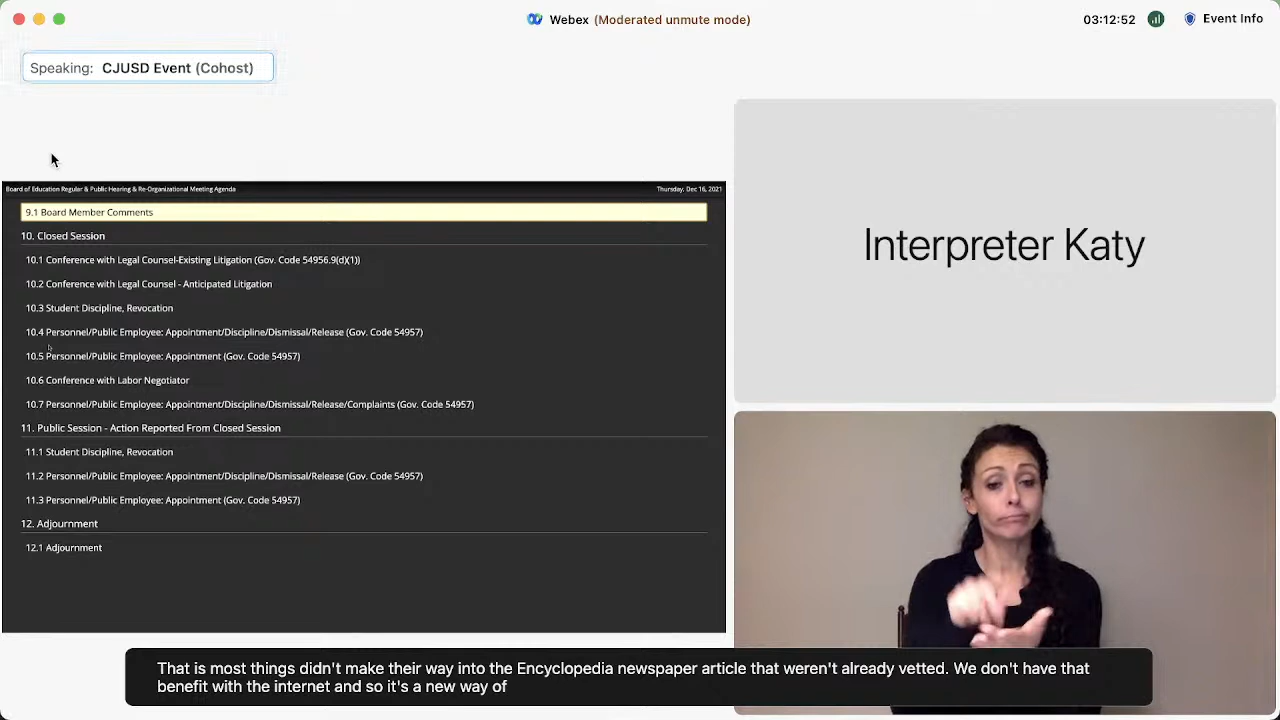 Webex (Moderated unmute mode)
03:12:52
Event Info
Speaking: CJUSD Event (Cohost)
Board of Education Regular & Public Hearing & Re-Organizational Meeting Agenda
Thursday, Dec 16, 2021
9.1 Board Member Comments
10. Closed Session
10.1 Conference with Legal Counsel-Existing Litigation (Gov. Code 54956.9(d)(1))
10.2 Conference with Legal Counsel - Anticipated Litigation
10.3 Student Discipline, Revocation
10.4 Personnel/Public Employee: Appointment/Discipline/Dismissal/Release (Gov. Code 54957)
10.5 Personnel/Public Employee: Appointment (Gov. Code 54957)
10.6 Conference with Labor Negotiator
10.7 Personnel/Public Employee: Appointment/Discipline/Dismissal/Release/Complaints (Gov. Code 54957)
11. Public Session - Action Reported From Closed Session
11.1 Student Discipline, Revocation
11.2 Personnel/Public Employee: Appointment/Discipline/Dismissal/Release (Gov. Code 54957)
11.3 Personnel/Public Employee: Appointment (Gov. Code 54957)
12. Adjournment
12.1 Adjournment
Interpreter Katy
That is most things didn't make their way into the Encyclopedia newspaper article that weren't already vetted. We don't have that
benefit with the internet and so it's a new way of